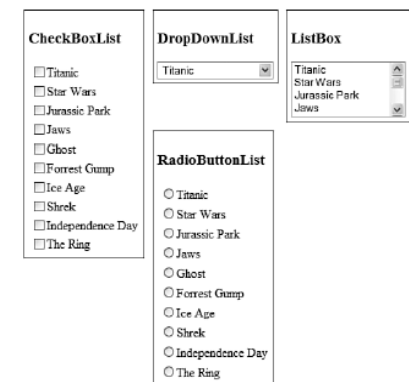 CheckBoxList
Titanic
Star Wars
Jurassic Park
Jaws
Ghost
Forrest Gump
Ice Age
Shrek
Independence Day
The Ring
DropDownList
Titanic
RadioButtonList
Titanic
Star Wars
Jurassic Park
Jaws
Ghost
Forrest Gump
Ice Age
Shrek
Independence Day
The Ring
ListBox
Titanic
Star Wars
Jurassic Park
Jaws